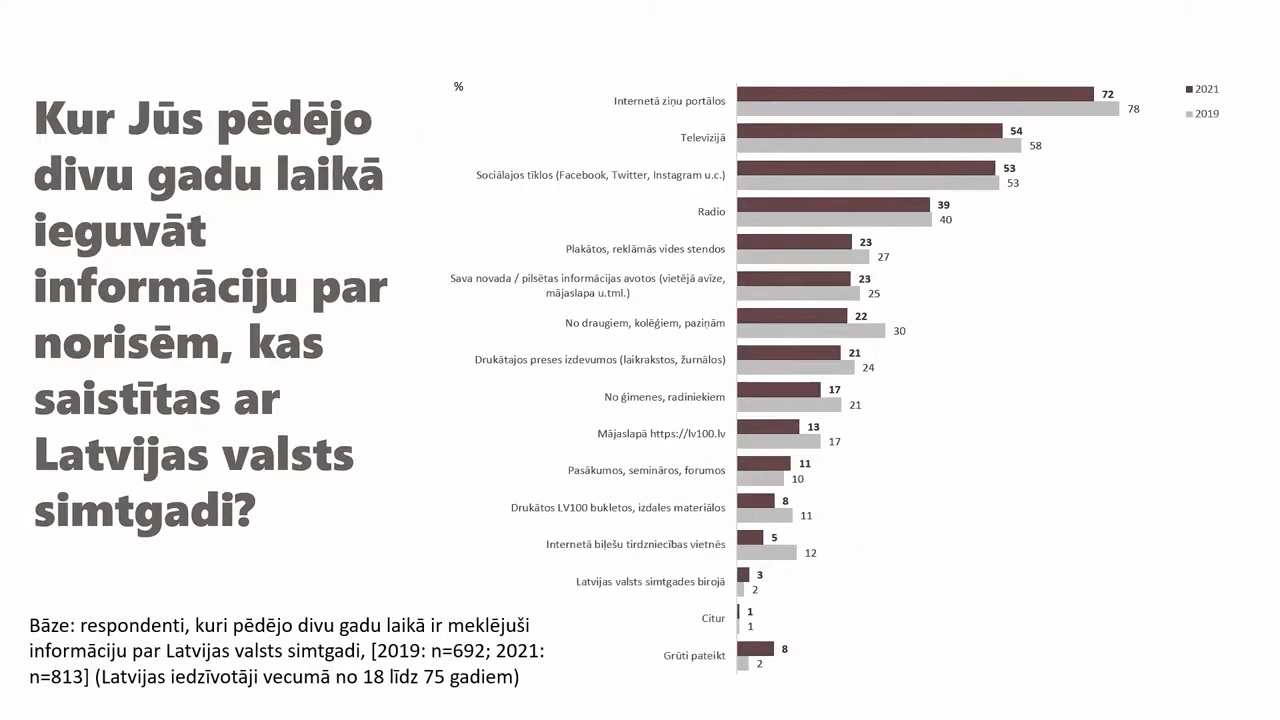 Kur Jūs pēdējo
divu gadu laikā
ieguvāt
informāciju par
norisēm, kas
saistītas ar
Latvijas valsts
simtgadi?
Bāze: respondenti, kuri pēdējo divu gadu laikā ir meklējuši
informāciju par Latvijas valsts simtgadi, [2019: n=692; 2021:
n=813] (Latvijas iedzīvotāji vecumā no 18 līdz 75 gadiem)
%
2021
2019
Internetā ziņu portālos
72
78
Televīzijā
54
58
Sociālajos tīklos (Facebook, Twitter, Instagram u.c.)
53
53
Radio
39
40
Plakātos, reklāmās vides stendos
23
27
Sava novada / pilsētas informācijas avotos (vietējā avīze,
mājaslapa u.tml.)
23
25
No draugiem, kolēģiem, paziņām
22
30
Drukātajos preses izdevumos (laikrakstos, žurnālos)
21
24
No ģimenes, radiniekiem
17
21
Mājaslapā https://lv100.lv
13
17
Pasākumos, semināros, forumos
11
10
Drukātos LV100 bukletos, izdales materiālos
8
11
Internetā biļešu tirdzniecības vietnēs
5
12
Latvijas valsts simtgades birojā
3
2
Citur
1
1
Grūti pateikt
8
2